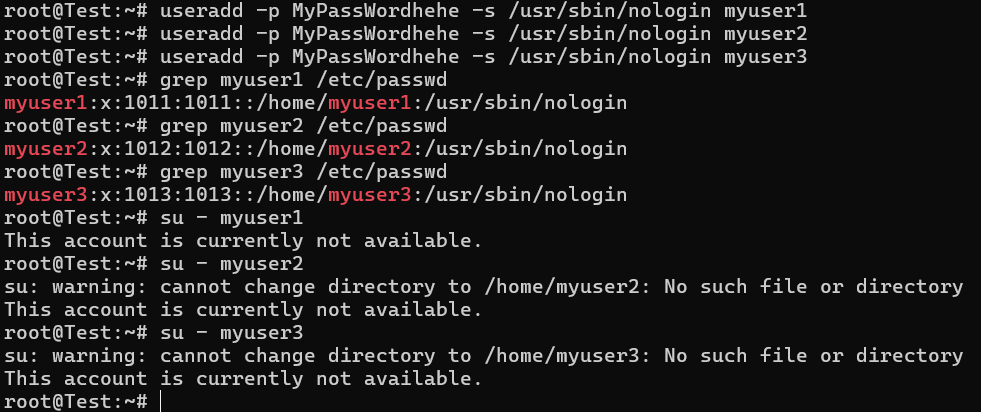 root@Test:~# useradd -p MyPassWordhehe -s /usr/sbin/nologin myuser1
root@Test:~# useradd -p MyPassWordhehe -s /usr/sbin/nologin myuser2
root@Test:~# useradd -p MyPassWordhehe -s /usr/sbin/nologin myuser3
root@Test:~# grep myuser1 /etc/passwd
myuser1:x:1011:1011::/home/myuser1:/usr/sbin/nologin
root@Test:~# grep myuser2 /etc/passwd
myuser2:x:1012:1012::/home/myuser2:/usr/sbin/nologin
root@Test:~# grep myuser3 /etc/passwd
myuser3:x:1013:1013::/home/myuser3:/usr/sbin/nologin
root@Test:~# su - myuser1
This account is currently not available.
root@Test:~# su - myuser2
su: warning: cannot change directory to /home/myuser2: No such file or directory
This account is currently not available.
root@Test:~# su - myuser3
su: warning: cannot change directory to /home/myuser3: No such file or directory
This account is currently not available.
root@Test:~#